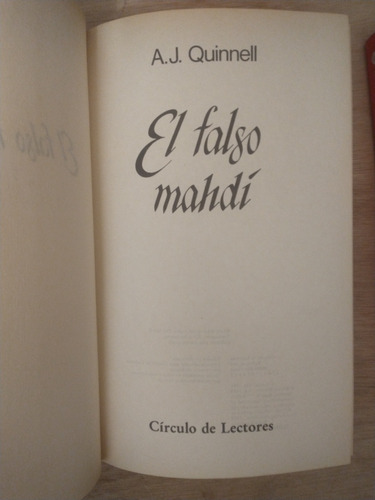 A.J. Quinnell
El falso
mahdí
Círculo de Lectores